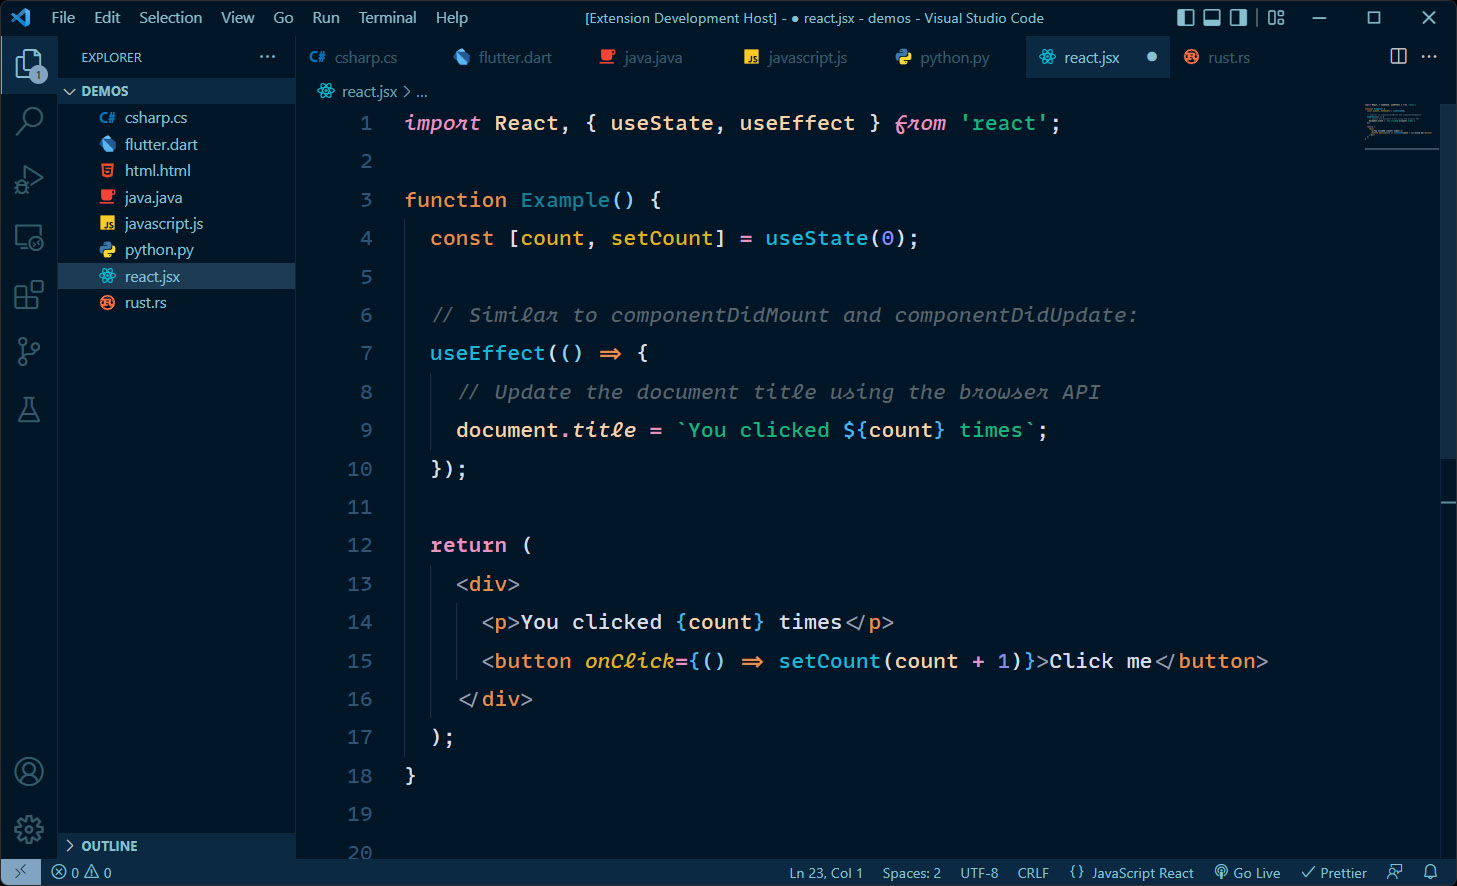 File Edit Selection View Go Run Terminal Help
[Extension Development Host] - ● react.jsx - demos - Visual Studio Code
1
EXPLORER ...
DEMOS
C# csharp.cs
flutter.dart
html.html
java.java
JS javascript.js
python.py
react.jsx
rust.rs
OUTLINE
C# csharp.cs flutter.dart java.java JS javascript.js python.py react.jsx ● rust.rs ...
react.jsx > ...
1 import React, { useState, useEffect } from 'react';
2
3 function Example() {
4 const [count, setCount] = useState(0);
5
6 // Similar to componentDidMount and componentDidUpdate:
7 useEffect(() => {
8 // Update the document title using the browser API
9 document.title = `You clicked ${count} times`;
10 });
11
12 return (
13 <div>
14 <p>You clicked {count} times</p>
15 <button onClick={() => setCount(count + 1)}>Click me</button>
16 </div>
17 );
18 }
19
20
0 0 Ln 23, Col 1 Spaces: 2 UTF-8 CRLF {} JavaScript React Go Live Prettier